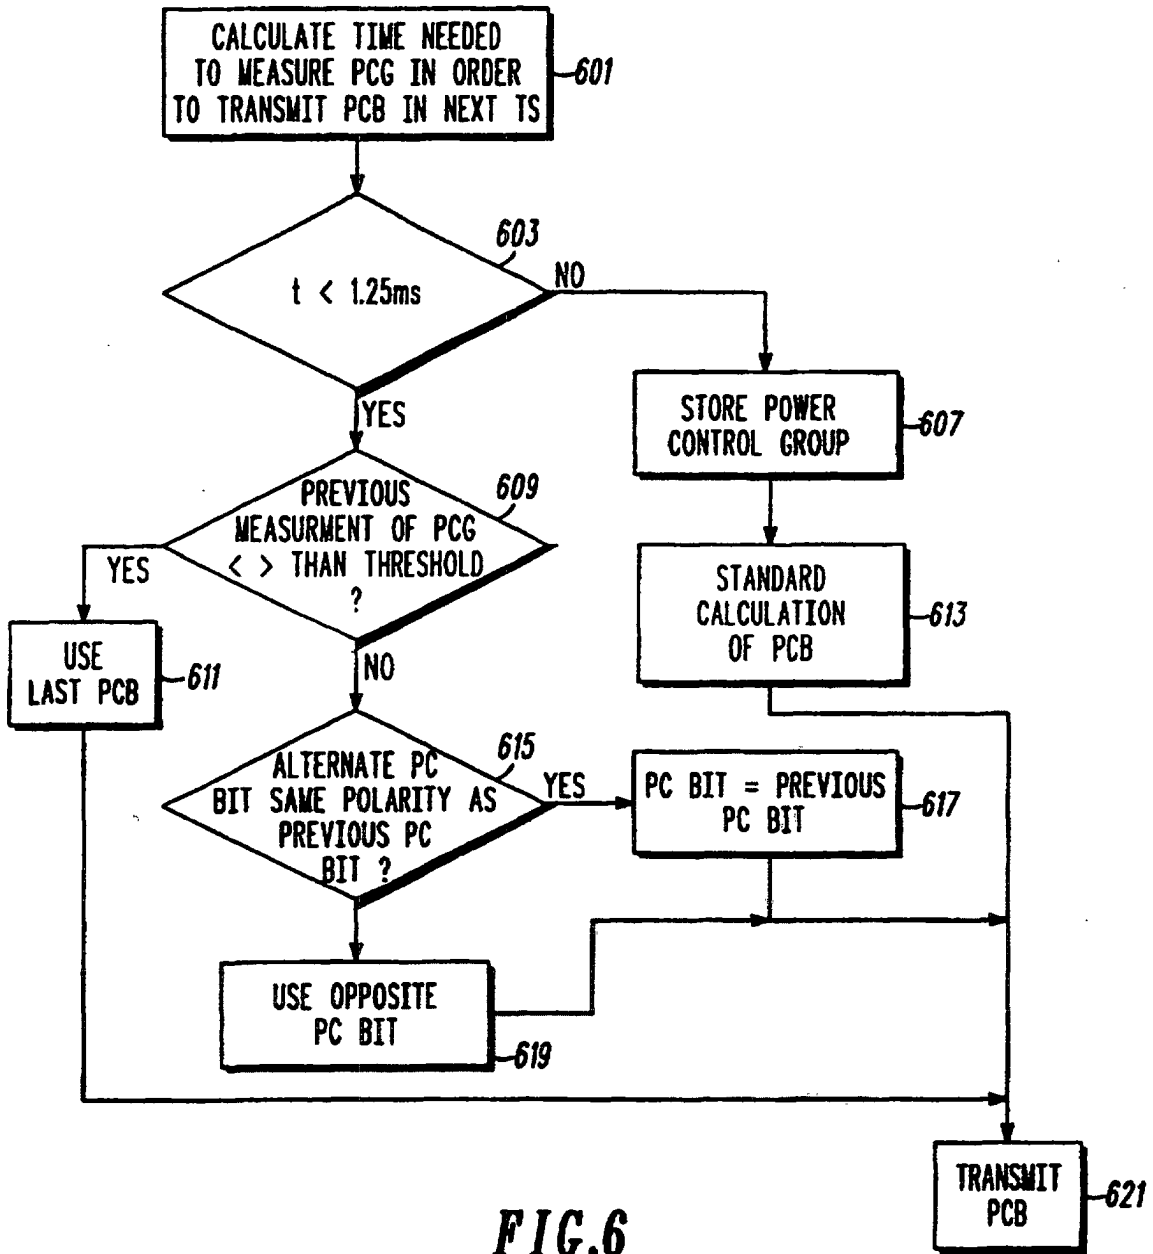 CALCULATE TIME NEEDED
TO MEASURE PCG IN ORDER
TO TRANSMIT PCB IN NEXT TS
601
603
t < 1.25ms
NO
YES
STORE POWER
CONTROL GROUP
607
PREVIOUS
MEASURMENT OF PCG
< > THAN THRESHOLD
?
609
YES
NO
STANDARD
CALCULATION
OF PCB
613
USE
LAST PCB
611
ALTERNATE PC
BIT SAME POLARITY AS
PREVIOUS PC
BIT ?
615
YES
PC BIT = PREVIOUS
PC BIT
617
USE OPPOSITE
PC BIT
619
TRANSMIT
PCB
621
FIG.6